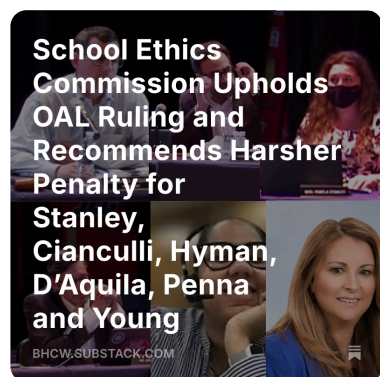 School Ethics
Commission Upholds
OAL Ruling and
Recommends Harsher
Penalty for
Stanley,
Cianculli, Hyman,
D’Aquila, Penna
and Young
BHCW.SUBSTACK.COM